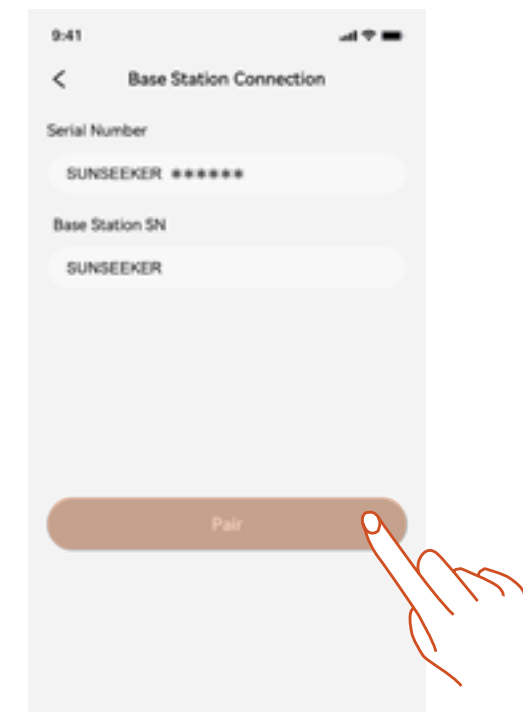 9:41
Base Station Connection
Serial Number
SUNSEEKER ******
Base Station SN
SUNSEEKER
Pair